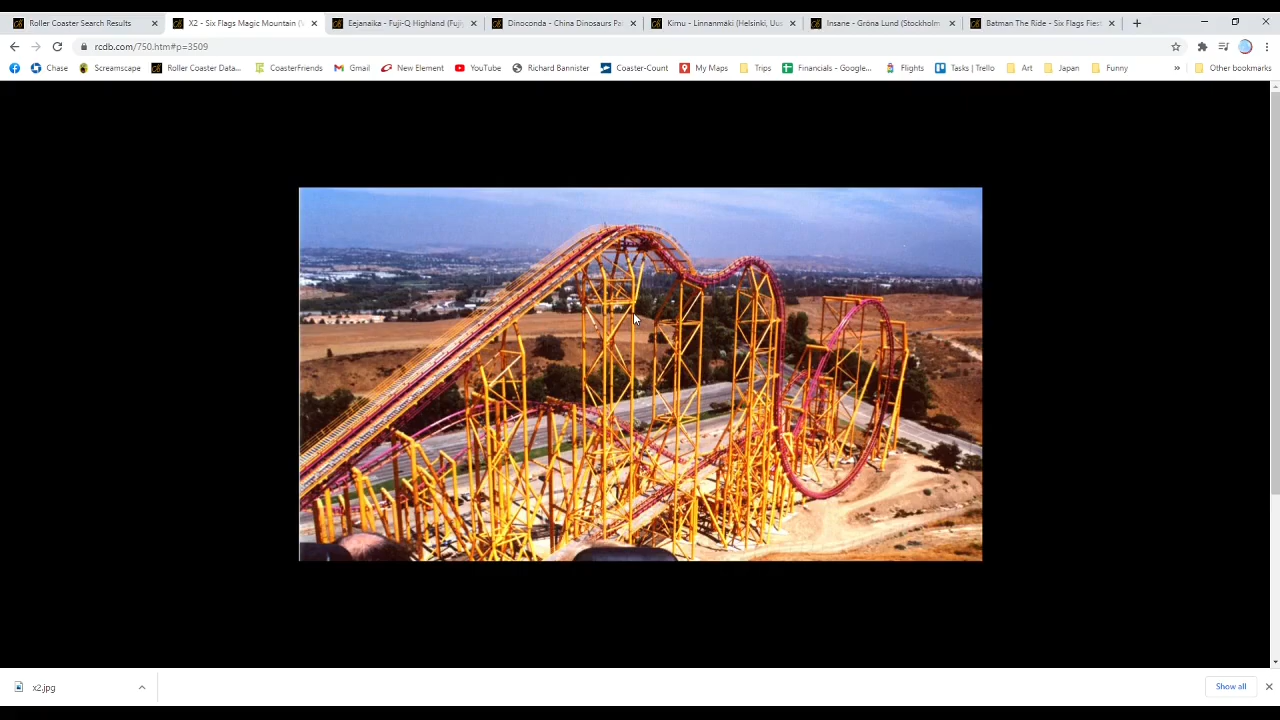 Roller Coaster Search Results
X2 - Six Flags Magic Mountain (V
Eejanaika - Fuji-Q Highland (Fuji
Dinoconda - China Dinosaurs Pa
Kirnu - Linnanmäki (Helsinki, Uus
Insane - Gröna Lund (Stockholm
Batman The Ride - Six Flags Fiest
rcdb.com/750.htm#p=3509
Chase
Screamscape
Roller Coaster Data...
CoasterFriends
Gmail
New Element
YouTube
Richard Bannister
Coaster-Count
My Maps
Trips
Financials - Google...
Flights
Tasks | Trello
Art
Japan
Funny
»
Other bookmarks
x2.jpg
Show all